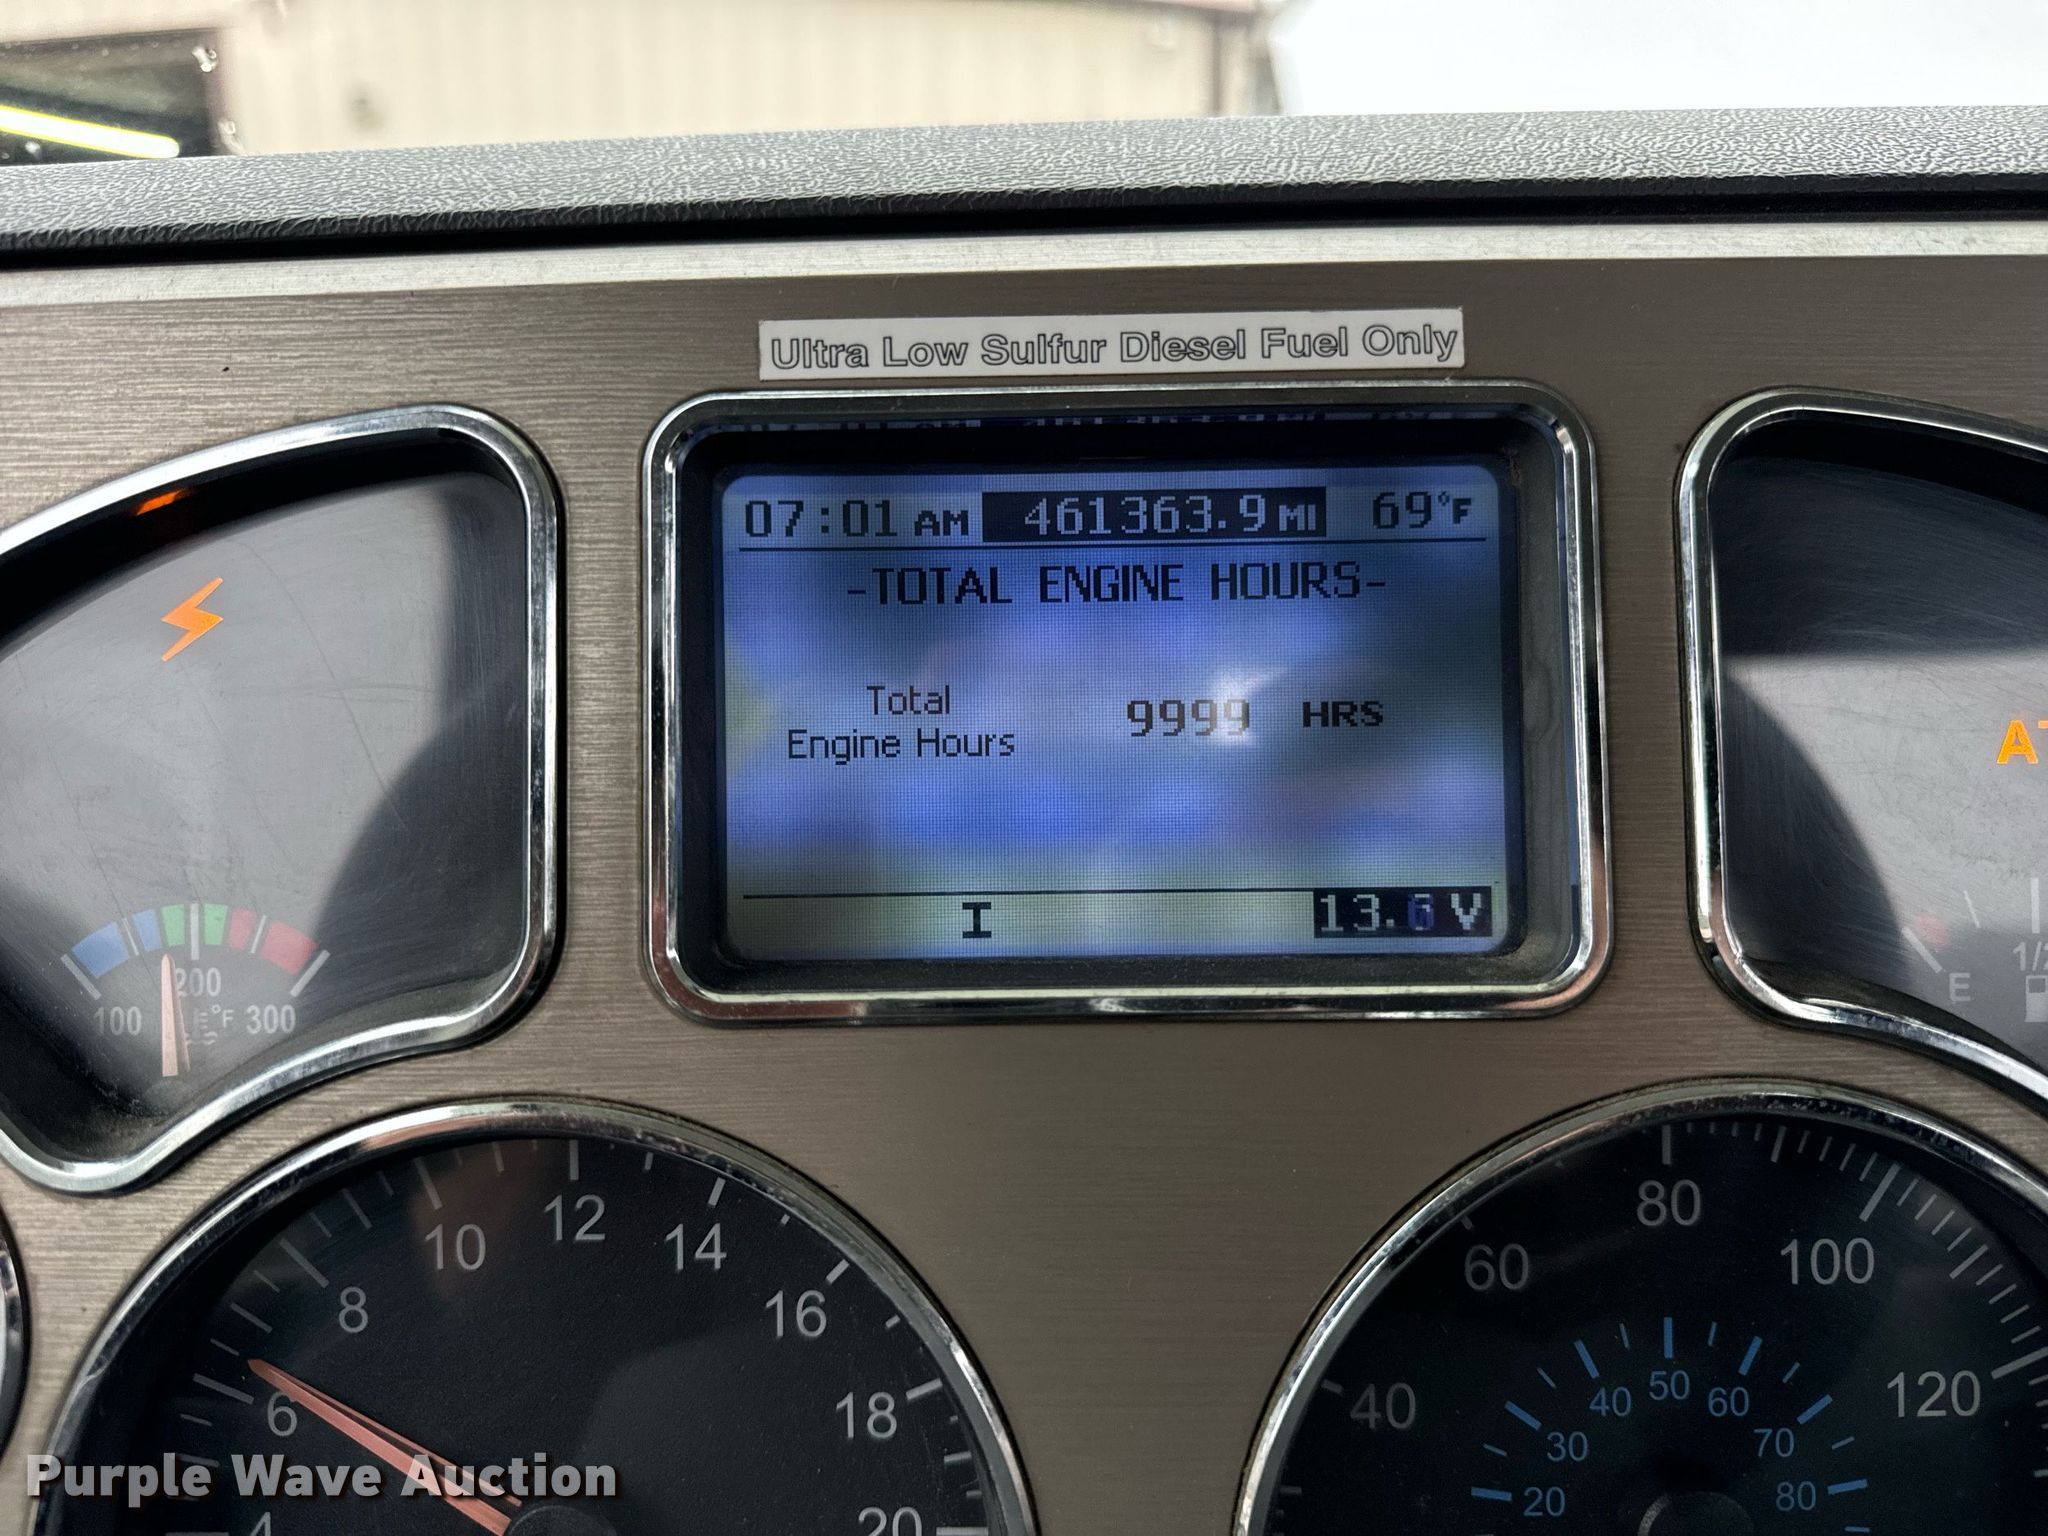 Ultra Low Sulfur Diesel Fuel Only
07:01 AM 461363.9 MI 69°F
-TOTAL ENGINE HOURS-
Total
Engine Hours
9999 HRS
I
13.6 V
200
100 °F 300
E
1/2
4
6
8
10
12
14
16
18
20
40
60
80
100
120
20
30
40
50
60
70
80
Purple Wave Auction